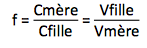 f = Cmère / Cfille = Vfille / Vmère